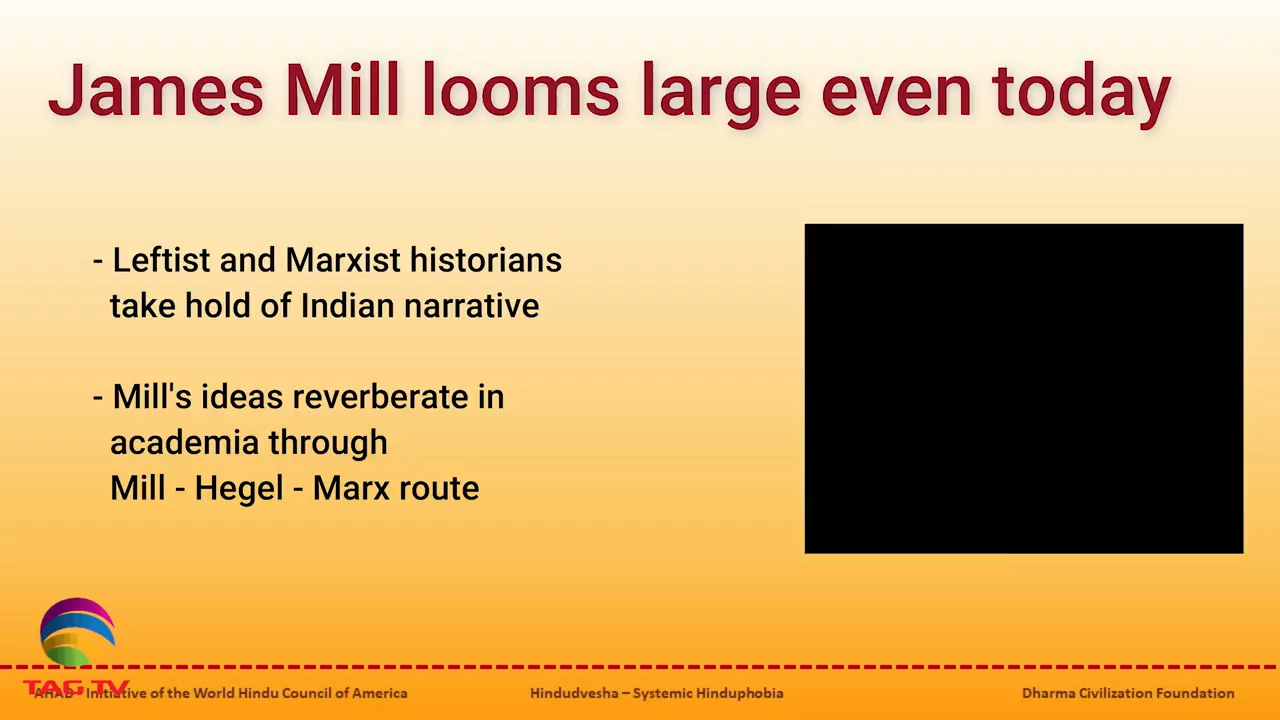 James Mill looms large even today
- Leftist and Marxist historians
take hold of Indian narrative
- Mill's ideas reverberate in
academia through
Mill - Hegel - Marx route
TAG TV
AHAD - Initiative of the World Hindu Council of America
Hindudvesha – Systemic Hinduphobia
Dharma Civilization Foundation